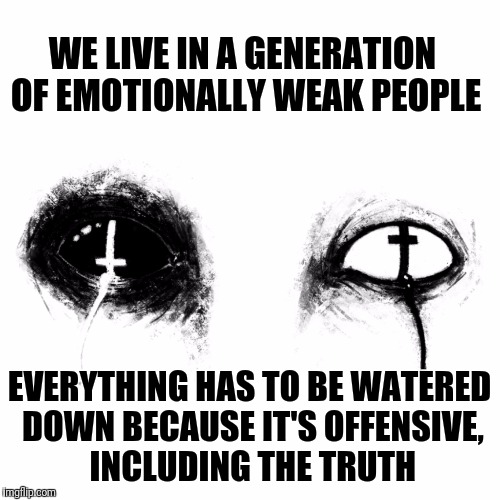 WE LIVE IN A GENERATION
OF EMOTIONALLY WEAK PEOPLE
EVERYTHING HAS TO BE WATERED
DOWN BECAUSE IT'S OFFENSIVE,
INCLUDING THE TRUTH
imgflip.com